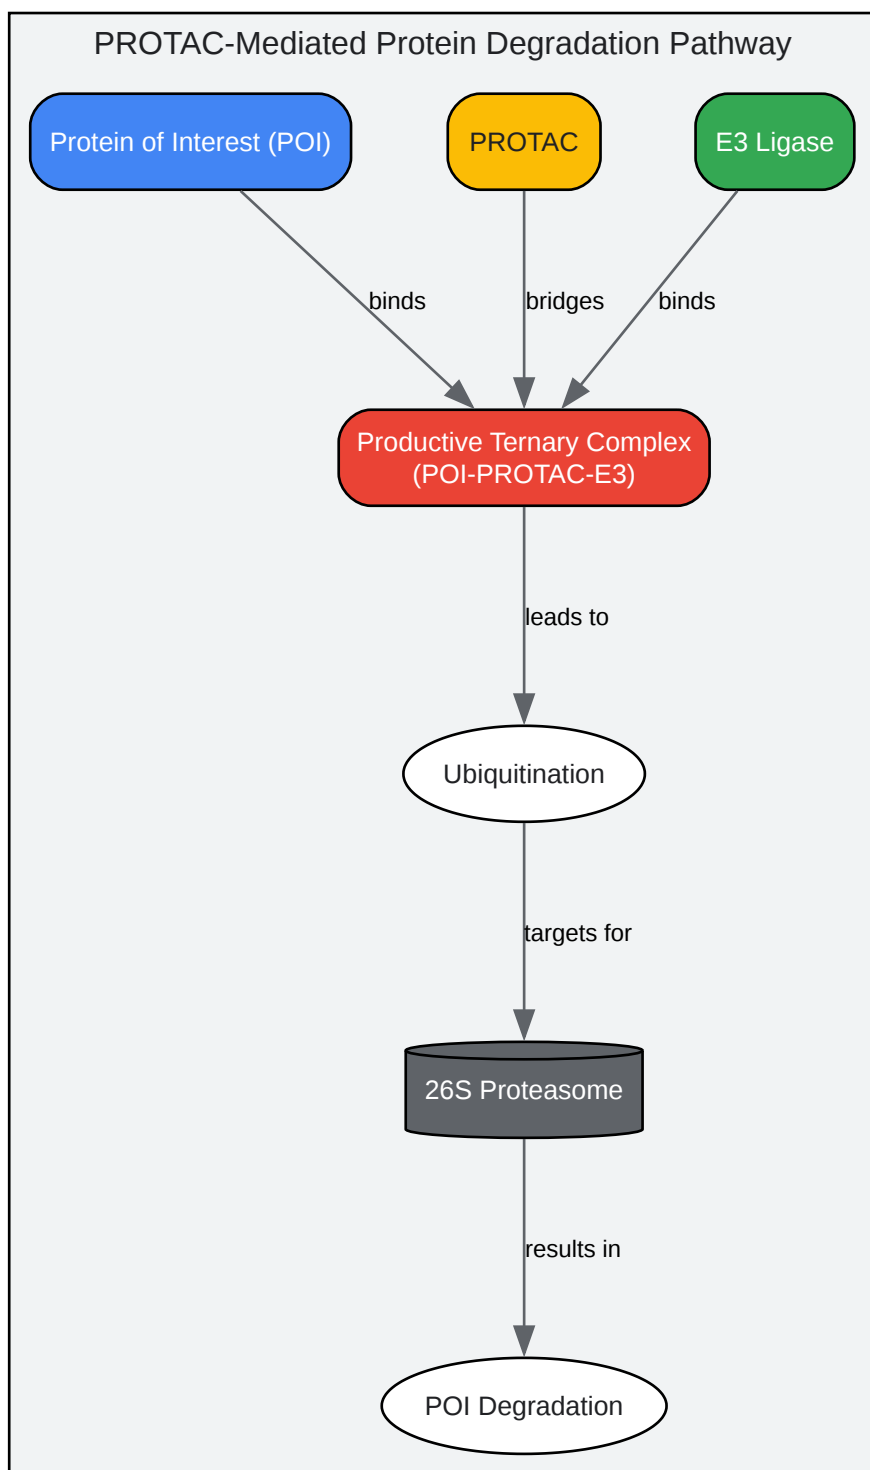 PROTAC-Mediated Protein Degradation Pathway
Protein of Interest (POI)
PROTAC
E3 Ligase
binds
bridges
binds
Productive Ternary Complex
(POI-PROTAC-E3)
leads to
Ubiquitination
targets for
26S Proteasome
results in
POI Degradation